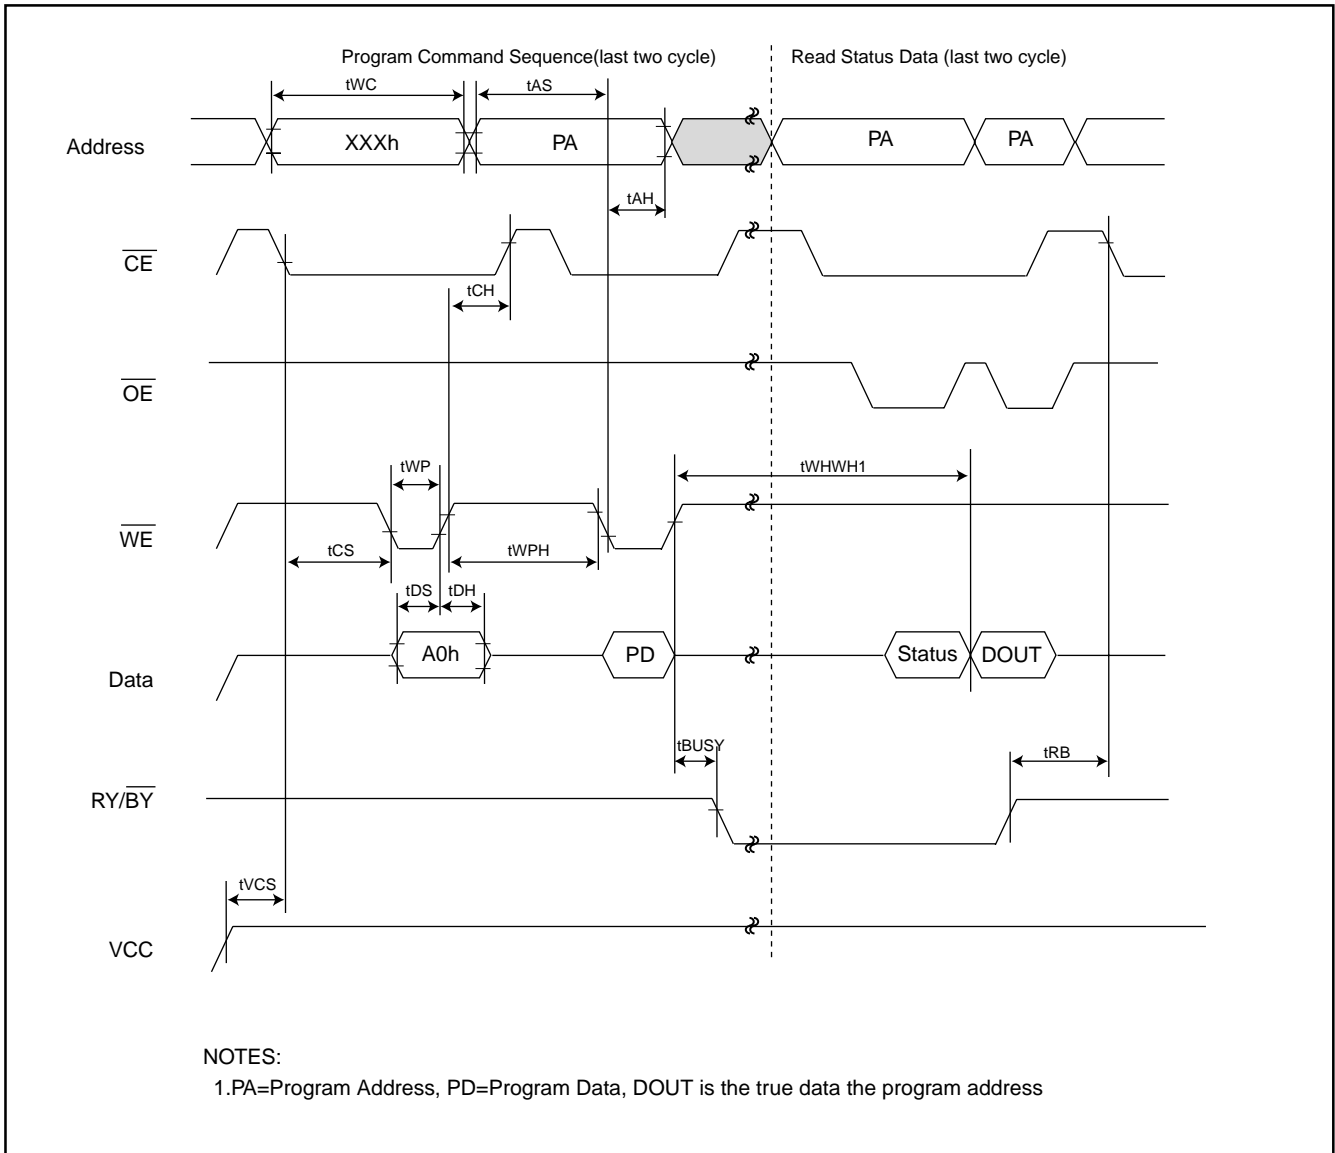 Program Command Sequence(last two cycle) Read Status Data (last two cycle)
tWC tAS
Address XXXh PA PA PA
tAH
CE
tCH
OE
tWP tWHWH1
WE
tCS tWPH
tDS tDH
Data A0h PD Status DOUT
tBUSY tRB
RY/BY
tVCS
VCC
NOTES:
1.PA=Program Address, PD=Program Data, DOUT is the true data the program address